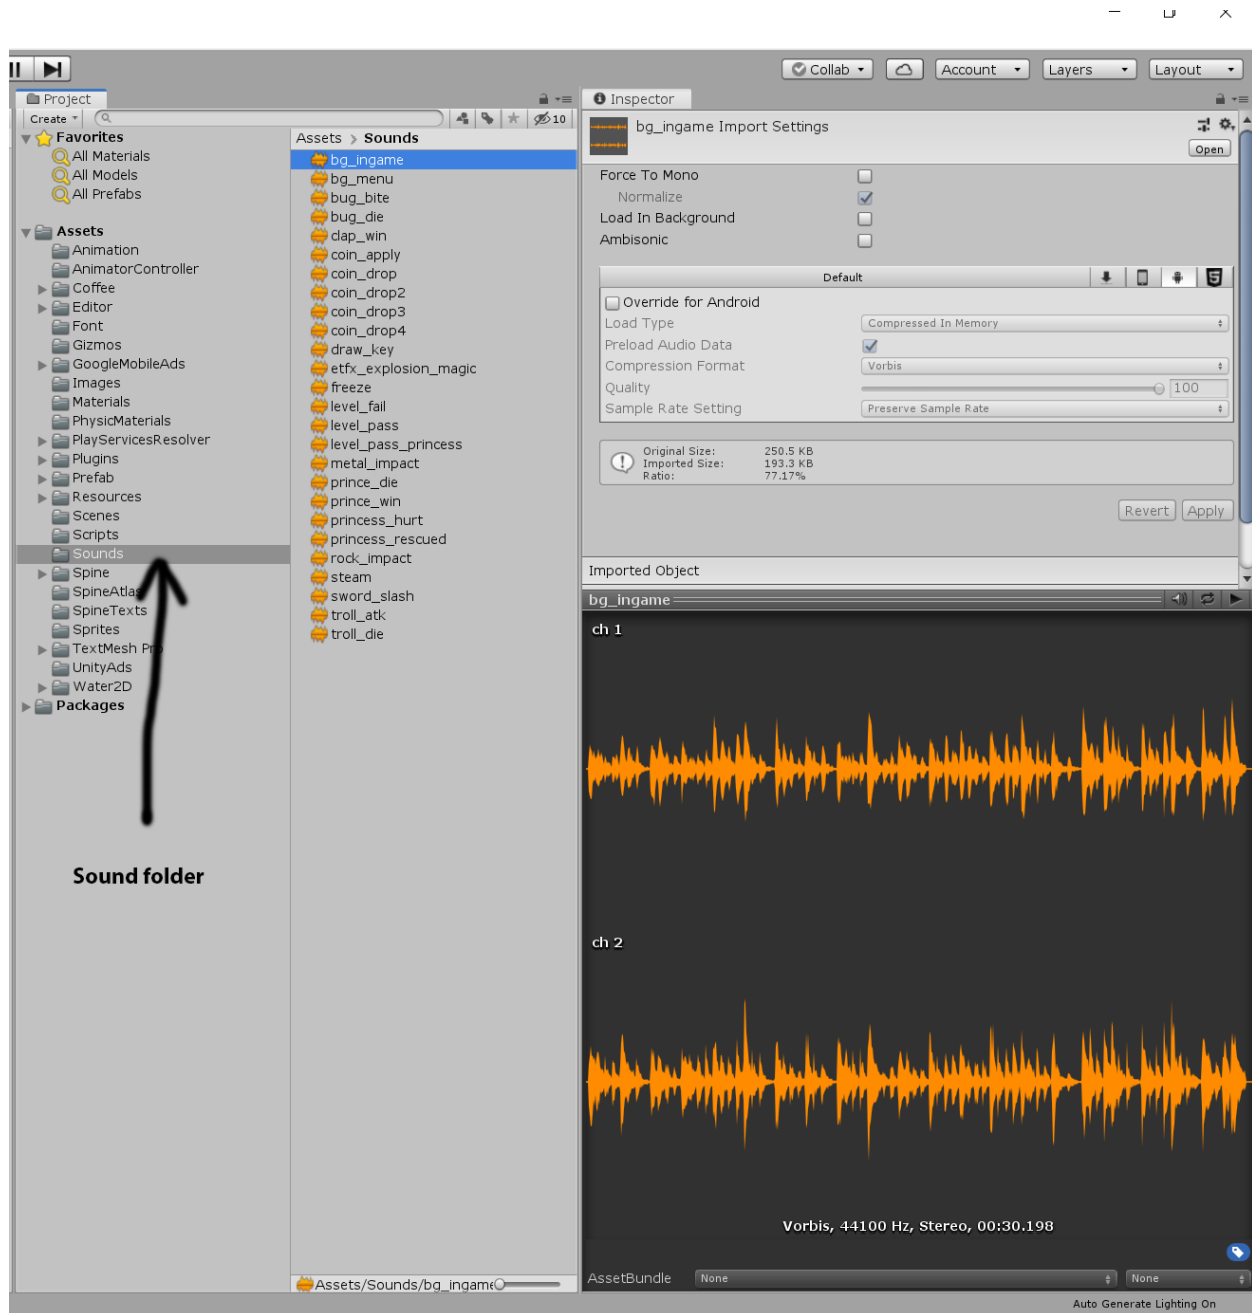 Collab
Account
Layers
Layout
Project
Create
10
Favorites
All Materials
All Models
All Prefabs
Assets
Animation
AnimatorController
Coffee
Editor
Font
Gizmos
GoogleMobileAds
Images
Materials
PhysicMaterials
PlayServicesResolver
Plugins
Prefab
Resources
Scenes
Scripts
Sounds
Spine
SpineAtlas
SpineTexts
Sprites
TextMesh Pro
UnityAds
Water2D
Packages
Sound folder
Assets > Sounds
bg_ingame
bg_menu
bug_bite
bug_die
clap_win
coin_apply
coin_drop
coin_drop2
coin_drop3
coin_drop4
draw_key
etfx_explosion_magic
freeze
level_fail
level_pass
level_pass_princess
metal_impact
prince_die
prince_win
princess_hurt
princess_rescued
rock_impact
steam
sword_slash
troll_atk
troll_die
Assets/Sounds/bg_ingame
Inspector
bg_ingame Import Settings
Open
Force To Mono
Normalize
Load In Background
Ambisonic
Default
Override for Android
Load Type Compressed In Memory
Preload Audio Data
Compression Format Vorbis
Quality 100
Sample Rate Setting Preserve Sample Rate
Original Size: 250.5 KB
Imported Size: 193.3 KB
Ratio: 77.17%
Revert Apply
Imported Object
bg_ingame
ch 1
ch 2
Vorbis, 44100 Hz, Stereo, 00:30.198
AssetBundle None None
Auto Generate Lighting On